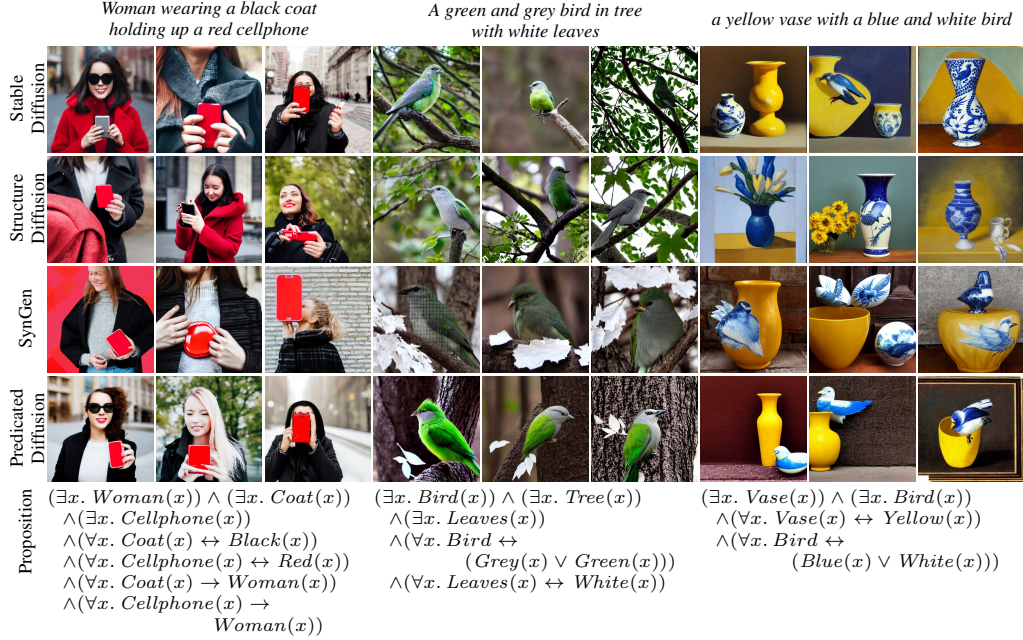 Woman wearing a black coat
holding up a red cellphone
A green and grey bird in tree
with white leaves
a yellow vase with a blue and white bird
Stable
Diffusion
Structure
Diffusion
SynGen
Predicated
Diffusion
Proposition
(∃x. Woman(x)) ∧ (∃x. Coat(x))
∧(∃x. Cellphone(x))
∧(∀x. Coat(x) ↔ Black(x))
∧(∀x. Cellphone(x) ↔ Red(x))
∧(∀x. Coat(x) → Woman(x))
∧(∀x. Cellphone(x) →
Woman(x))
(∃x. Bird(x)) ∧ (∃x. Tree(x))
∧(∃x. Leaves(x))
∧(∀x. Bird ↔
(Grey(x) ∨ Green(x)))
∧(∀x. Leaves(x) ↔ White(x))
(∃x. Vase(x)) ∧ (∃x. Bird(x))
∧(∀x. Vase(x) ↔ Yellow(x))
∧(∀x. Bird ↔
(Blue(x) ∨ White(x)))